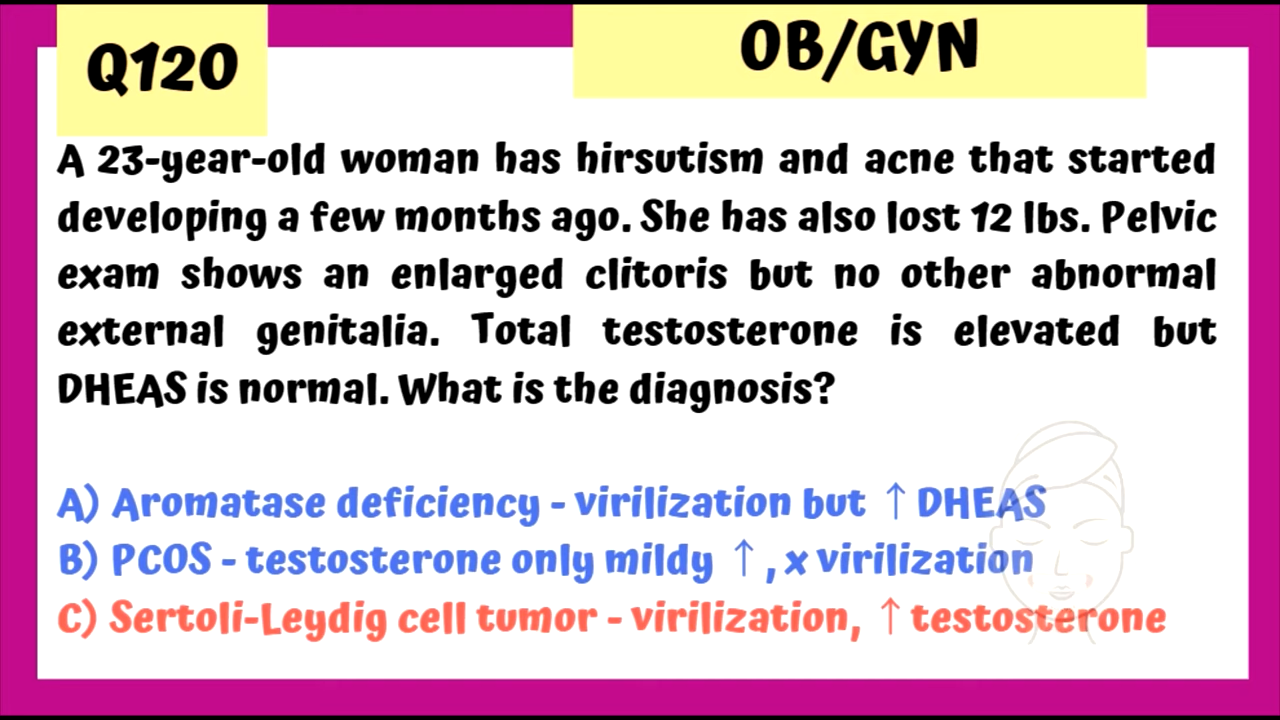 Q120
OB/GYN
A 23-year-old woman has hirsutism and acne that started
developing a few months ago. She has also lost 12 lbs. Pelvic
exam shows an enlarged clitoris but no other abnormal
external genitalia. Total testosterone is elevated but
DHEAS is normal. What is the diagnosis?
A) Aromatase deficiency - virilization but ↑ DHEAS
B) PCOS - testosterone only mildy ↑, x virilization
C) Sertoli-Leydig cell tumor - virilization, ↑ testosterone